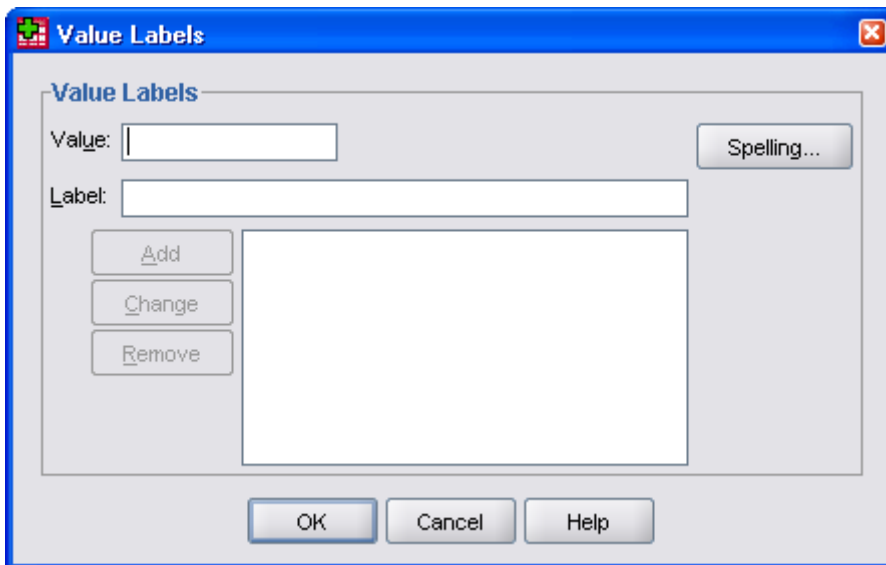 Value Labels
Value Labels
Value:
Spelling...
Label:
Add
Change
Remove
OK Cancel Help